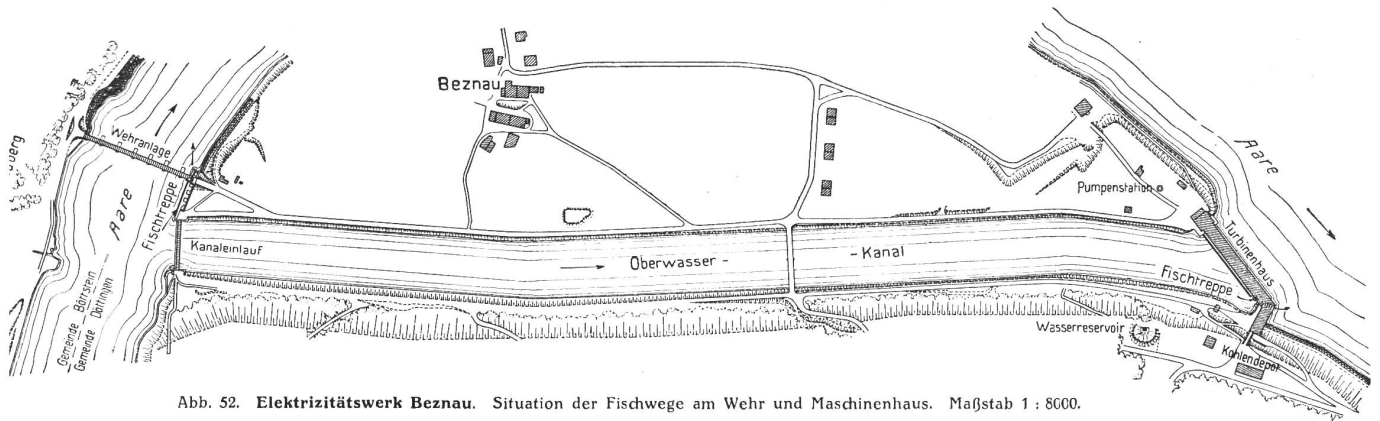 Beznau
Wehranlage
Aare
Fischtreppe
Kanaleinlauf
Gemeinde Böttstein
Gemeinde Döttingen
Oberwasser -
- Kanal
Pumpenstation
Aare
Turbinenhaus
Fischtreppe
Wasserreservoir
Kohlendepot
Abb. 52. Elektrizitätswerk Beznau. Situation der Fischwege am Wehr und Maschinenhaus. Maßstab 1 : 8000.